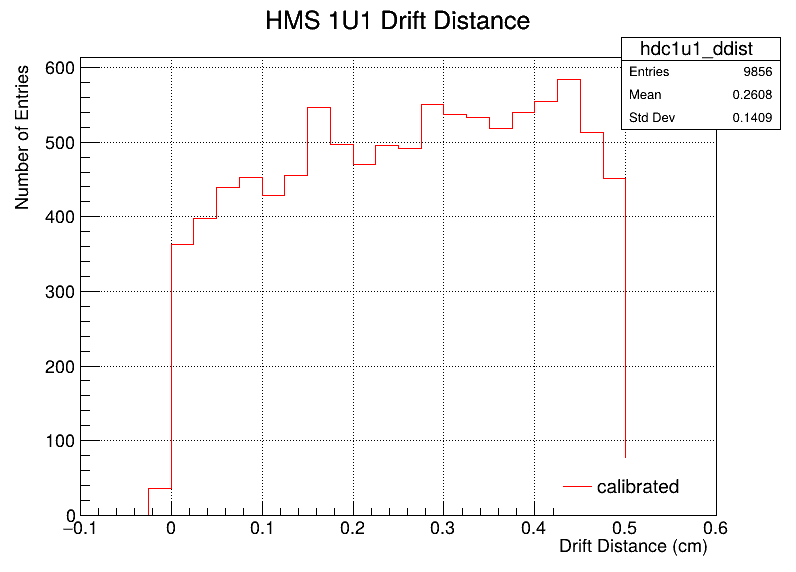 HMS 1U1 Drift Distance
hdc1u1_ddist
Entries 9856
Mean 0.2608
Std Dev 0.1409
Number of Entries
600
500
400
300
200
100
0
−0.1 0 0.1 0.2 0.3 0.4 0.5 0.6
Drift Distance (cm)
calibrated